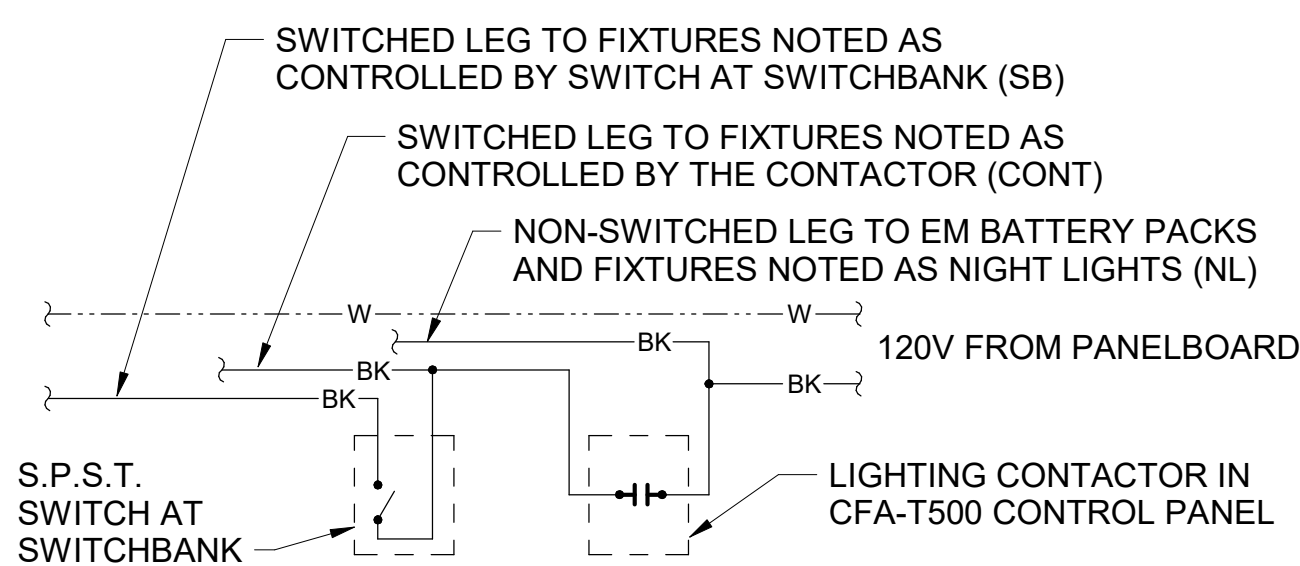 SWITCHED LEG TO FIXTURES NOTED AS
CONTROLLED BY SWITCH AT SWITCHBANK (SB)
SWITCHED LEG TO FIXTURES NOTED AS
CONTROLLED BY THE CONTACTOR (CONT)
NON-SWITCHED LEG TO EM BATTERY PACKS
AND FIXTURES NOTED AS NIGHT LIGHTS (NL)
W
W
BK
120V FROM PANELBOARD
BK
BK
BK
S.P.S.T.
SWITCH AT
SWITCHBANK
LIGHTING CONTACTOR IN
CFA-T500 CONTROL PANEL